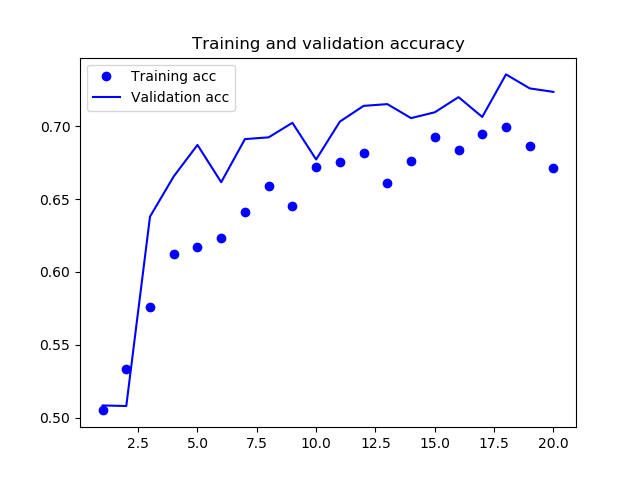 Training and validation accuracy
Training acc
Validation acc
0.70
0.65
0.60
0.55
0.50
2.5 5.0 7.5 10.0 12.5 15.0 17.5 20.0